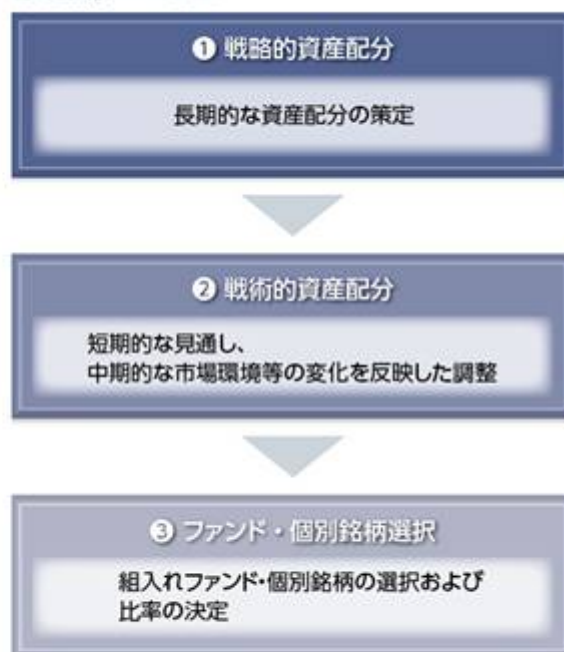 ❶ 戦略的資産配分
長期的な資産配分の策定
❷ 戦術的資産配分
短期的な見通し、
中期的な市場環境等の変化を反映した調整
❸ ファンド・個別銘柄選択
組入れファンド・個別銘柄の選択および
比率の決定